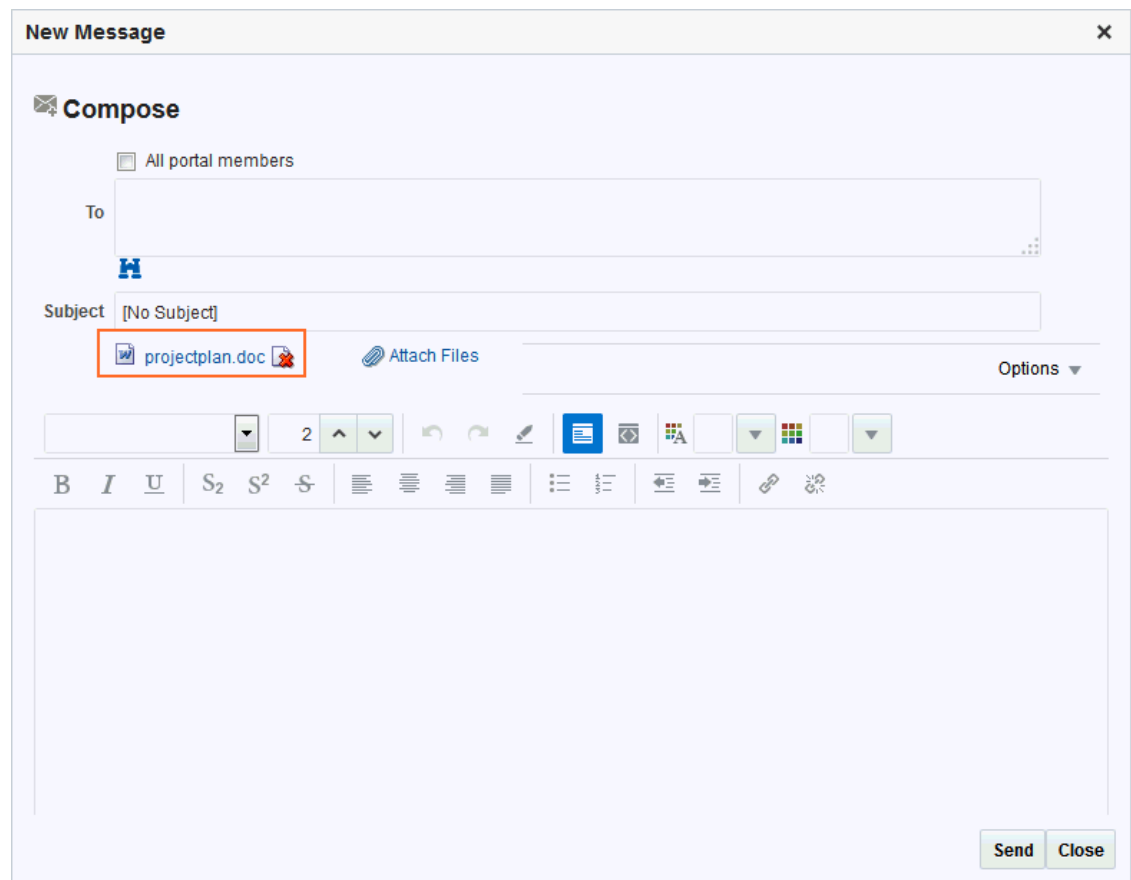 New Message
Compose
All portal members
To
Subject [No Subject]
projectplan.doc Attach Files
Options
2
B I U S2 S2 S
Send Close